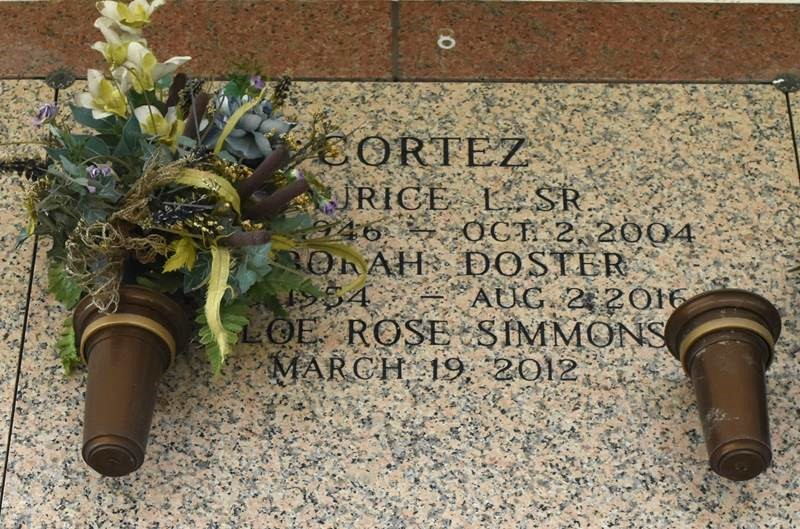 8
CORTEZ
URICE L. SR.
946 — OCT. 2, 2004
BORAH DOSTER
1954 — AUG 2, 2016
LOE ROSE SIMMONS
MARCH 19 2012